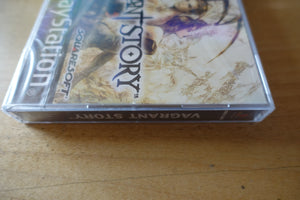 PlayStation
RANT STORY
SQUARESOFT
VAGRANT STORY